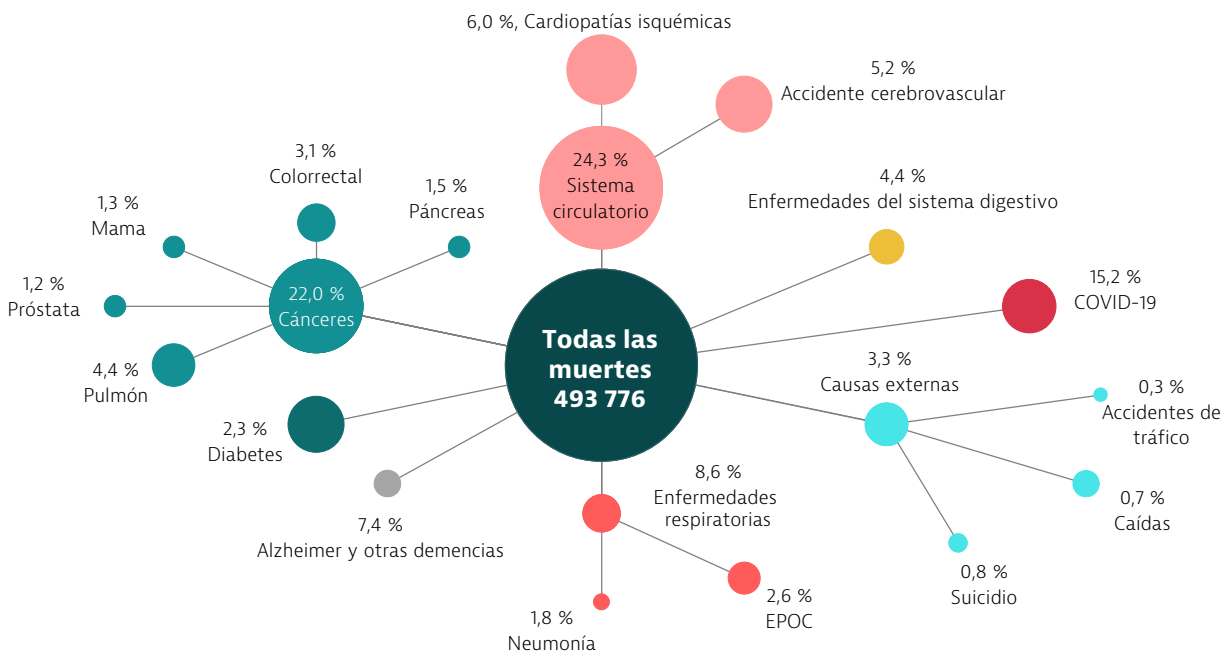 6,0 %, Cardiopatías isquémicas
5,2 %
Accidente cerebrovascular
24,3 %
Sistema
circulatorio
3,1 %
Colorrectal
1,5 %
Páncreas
1,3 %
Mama
1,2 %
Próstata
22,0 %
Cánceres
4,4 %
Pulmón
4,4 %
Enfermedades del sistema digestivo
15,2 %
COVID-19
Todas las
muertes
493 776
3,3 %
Causas externas
0,3 %
Accidentes de
tráfico
0,7 %
Caídas
0,8 %
Suicidio
2,3 %
Diabetes
7,4 %
Alzheimer y otras demencias
8,6 %
Enfermedades
respiratorias
2,6 %
EPOC
1,8 %
Neumonía